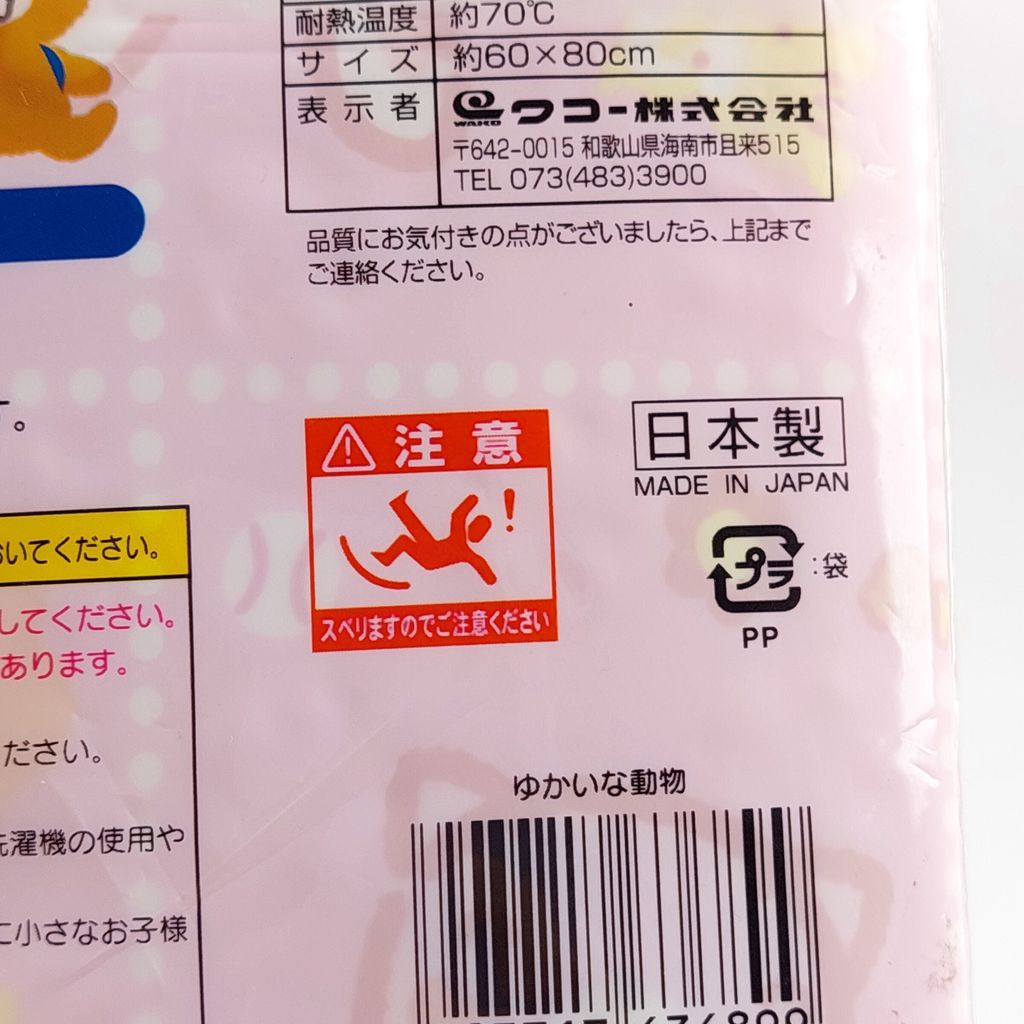 耐熱温度 約70℃
サイズ 約60×80cm
表示者 WAKO ワコー株式会社
〒642-0015 和歌山県海南市且来515
TEL 073(483)3900
品質にお気付きの点がございましたら、上記まで
ご連絡ください。
す。
注意
!
スベリますのでご注意ください
日本製
MADE IN JAPAN
プラ :袋
PP
おいてください。
してください。
あります。
ださい。
洗濯機の使用や
に小さなお子様
ゆかいな動物